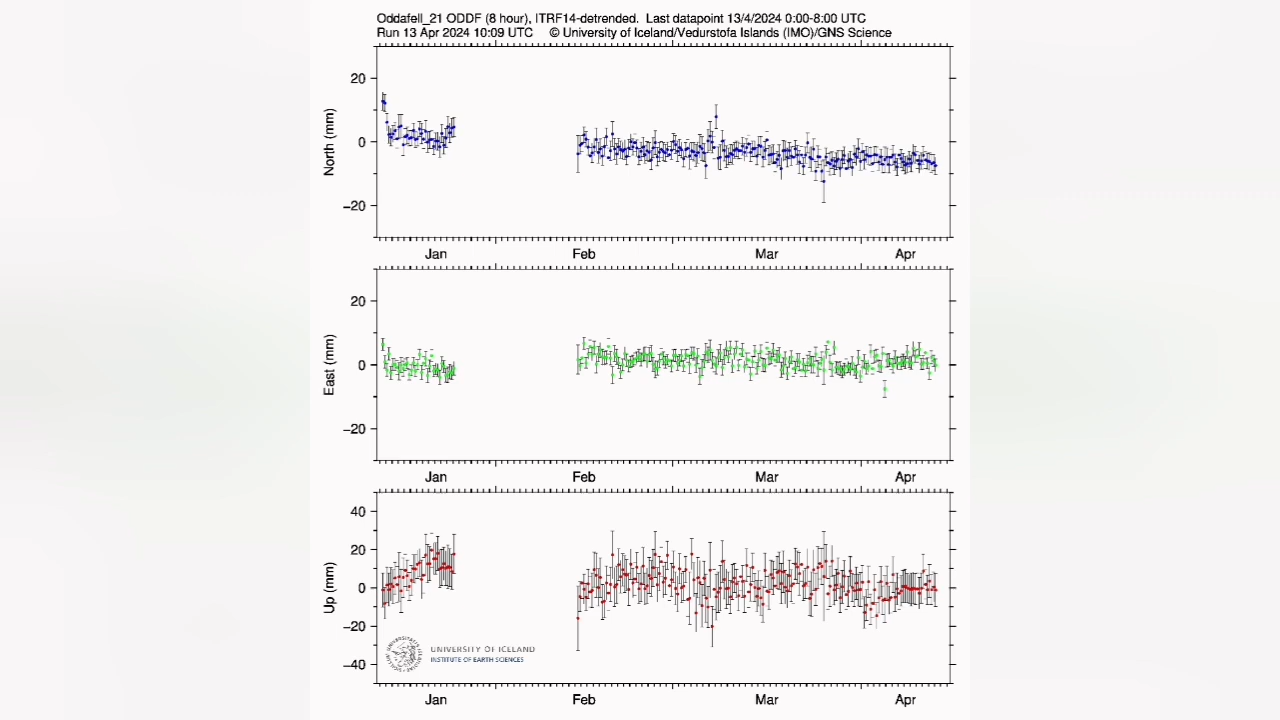 Oddafell_21 ODDF (8 hour), ITRF14-detrended. Last datapoint 13/4/2024 0:00-8:00 UTC
Run 13 Apr 2024 10:09 UTC © University of Iceland/Vedurstofa Islands (IMO)/GNS Science
North (mm)
20
0
−20
Jan Feb Mar Apr
East (mm)
20
0
−20
Jan Feb Mar Apr
Up (mm)
40
20
0
−20
−40
UNIVERSITY OF ICELAND
INSTITUTE OF EARTH SCIENCES
Jan Feb Mar Apr